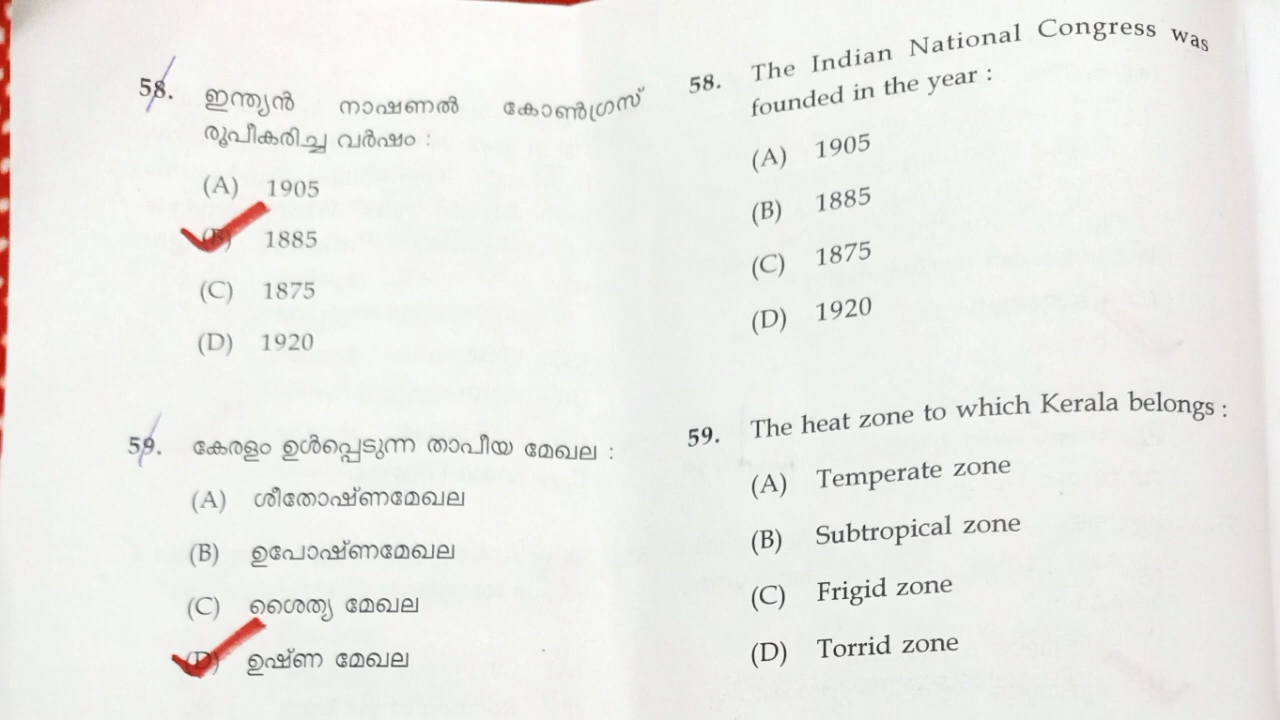 58. ഇന്ത്യൻ നാഷണൽ കോൺഗ്രസ്
രൂപീകരിച്ച വർഷം :
(A) 1905
(B) 1885
(C) 1875
(D) 1920
59. കേരളം ഉൾപ്പെടുന്ന താപീയ മേഖല :
(A) ശീതോഷ്ണമേഖല
(B) ഉപോഷ്ണമേഖല
(C) ശൈത്യ മേഖല
(D) ഉഷ്ണ മേഖല
58. The Indian National Congress was
founded in the year :
(A) 1905
(B) 1885
(C) 1875
(D) 1920
59. The heat zone to which Kerala belongs :
(A) Temperate zone
(B) Subtropical zone
(C) Frigid zone
(D) Torrid zone